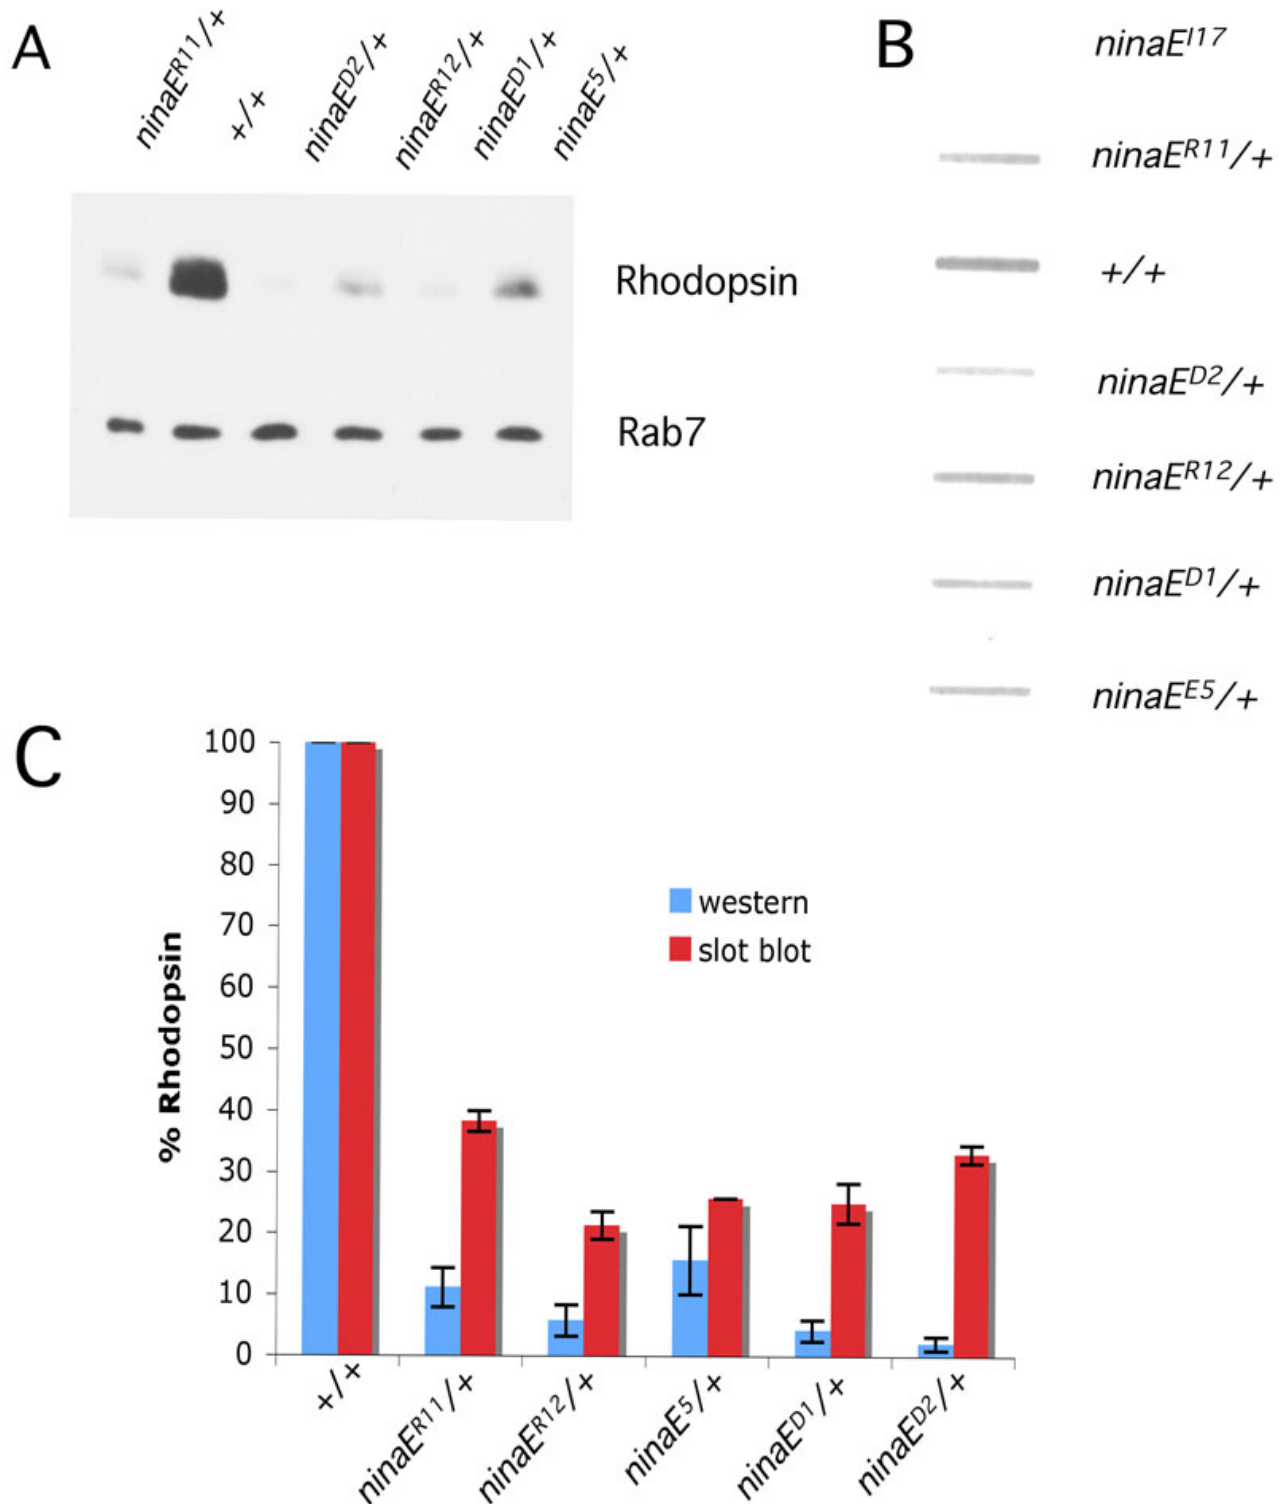 A
ninaE^R11/+
+/+
ninaE^D2/+
ninaE^R12/+
ninaE^D1/+
ninaE^5/+
Rhodopsin
Rab7
B
ninaE^I17
ninaE^R11/+
+/+
ninaE^D2/+
ninaE^R12/+
ninaE^D1/+
ninaE^E5/+
C
% Rhodopsin
100
90
80
70
60
50
40
30
20
10
0
western
slot blot
+/+
ninaE^R11/+
ninaE^R12/+
ninaE^5/+
ninaE^D1/+
ninaE^D2/+